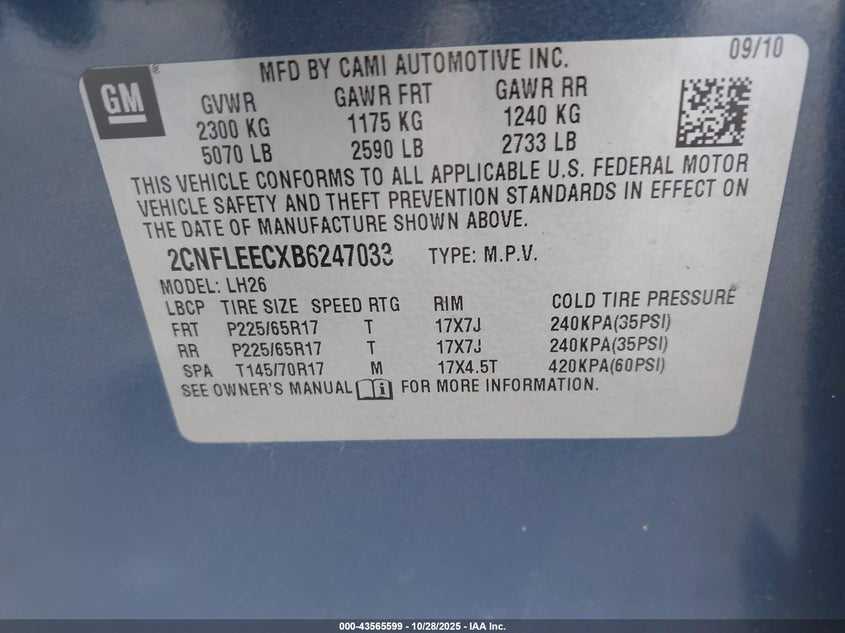 09/10
GM ®
MFD BY CAMI AUTOMOTIVE INC.
GVWR GAWR FRT GAWR RR
2300 KG 1175 KG 1240 KG
5070 LB 2590 LB 2733 LB
THIS VEHICLE CONFORMS TO ALL APPLICABLE U.S. FEDERAL MOTOR
VEHICLE SAFETY AND THEFT PREVENTION STANDARDS IN EFFECT ON
THE DATE OF MANUFACTURE SHOWN ABOVE.
2CNFLEECXB6247033 TYPE: M.P.V.
MODEL: LH26
LBCP TIRE SIZE SPEED RTG RIM COLD TIRE PRESSURE
FRT P225/65R17 T 17X7J 240KPA(35PSI)
RR P225/65R17 T 17X7J 240KPA(35PSI)
SPA T145/70R17 M 17X4.5T 420KPA(60PSI)
SEE OWNER'S MANUAL FOR MORE INFORMATION.
000-43565599 - 10/28/2025 - IAA Inc.